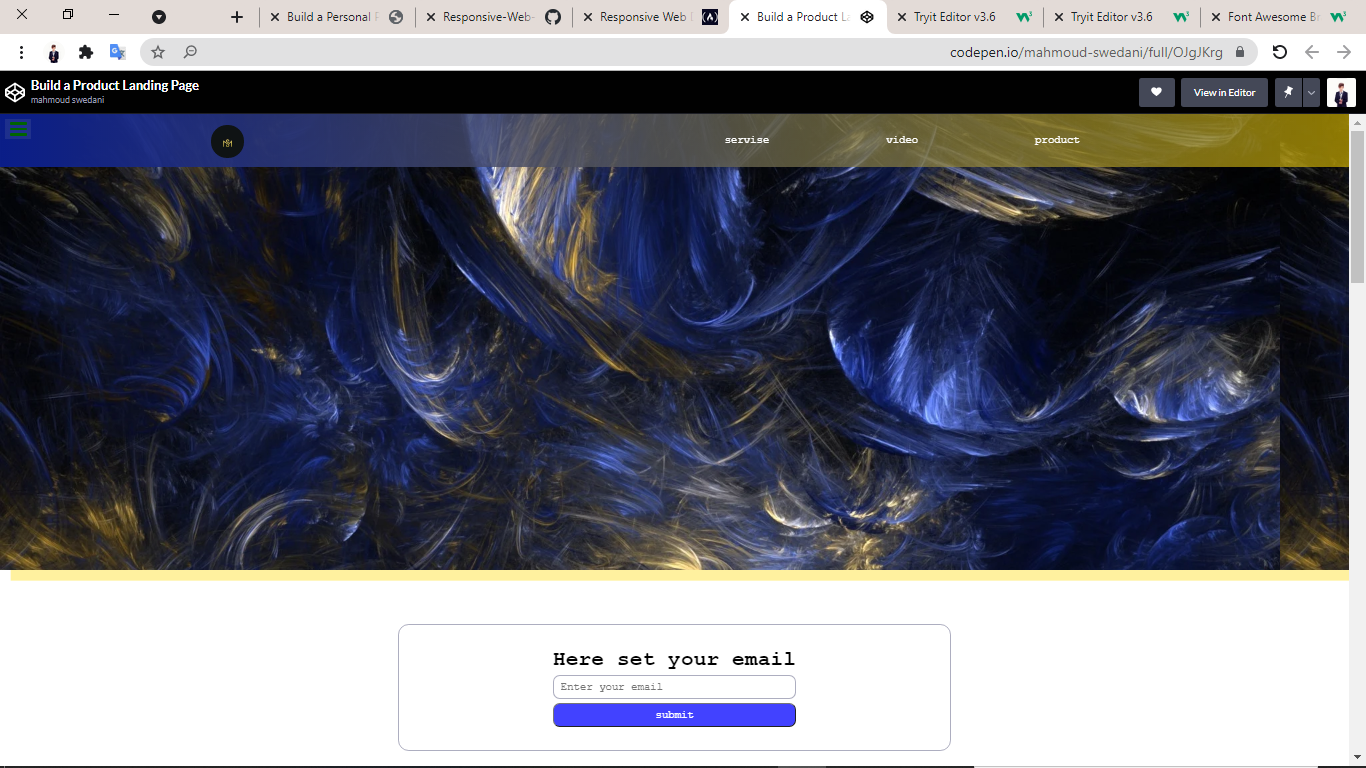 Build a Personal P
Responsive-Web-
Responsive Web
Build a Product La
Tryit Editor v3.6
Tryit Editor v3.6
Font Awesome Br
codepen.io/mahmoud-swedani/full/OJgJKrg
Build a Product Landing Page
mahmoud swedani
View in Editor
servise
video
product
Here set your email
Enter your email
submit